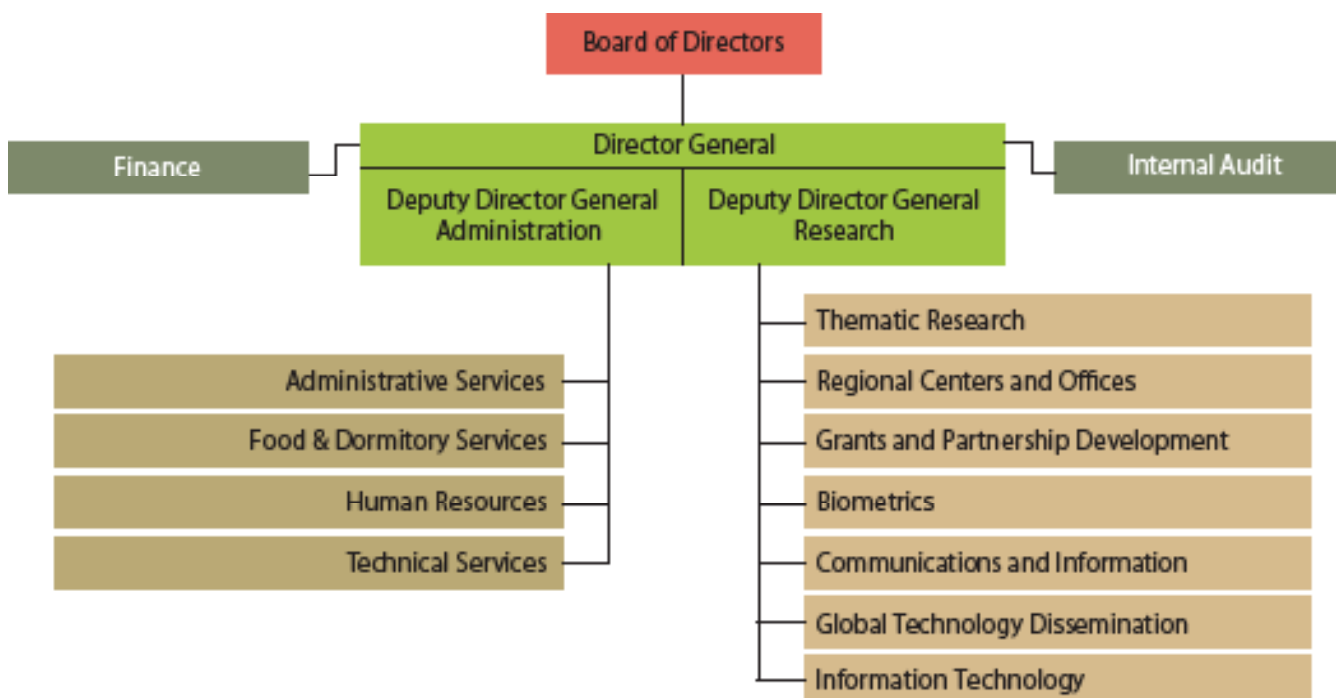 Board of Directors
Director General
Finance
Internal Audit
Deputy Director General
Administration
Deputy Director General
Research
Administrative Services
Food & Dormitory Services
Human Resources
Technical Services
Thematic Research
Regional Centers and Offices
Grants and Partnership Development
Biometrics
Communications and Information
Global Technology Dissemination
Information Technology